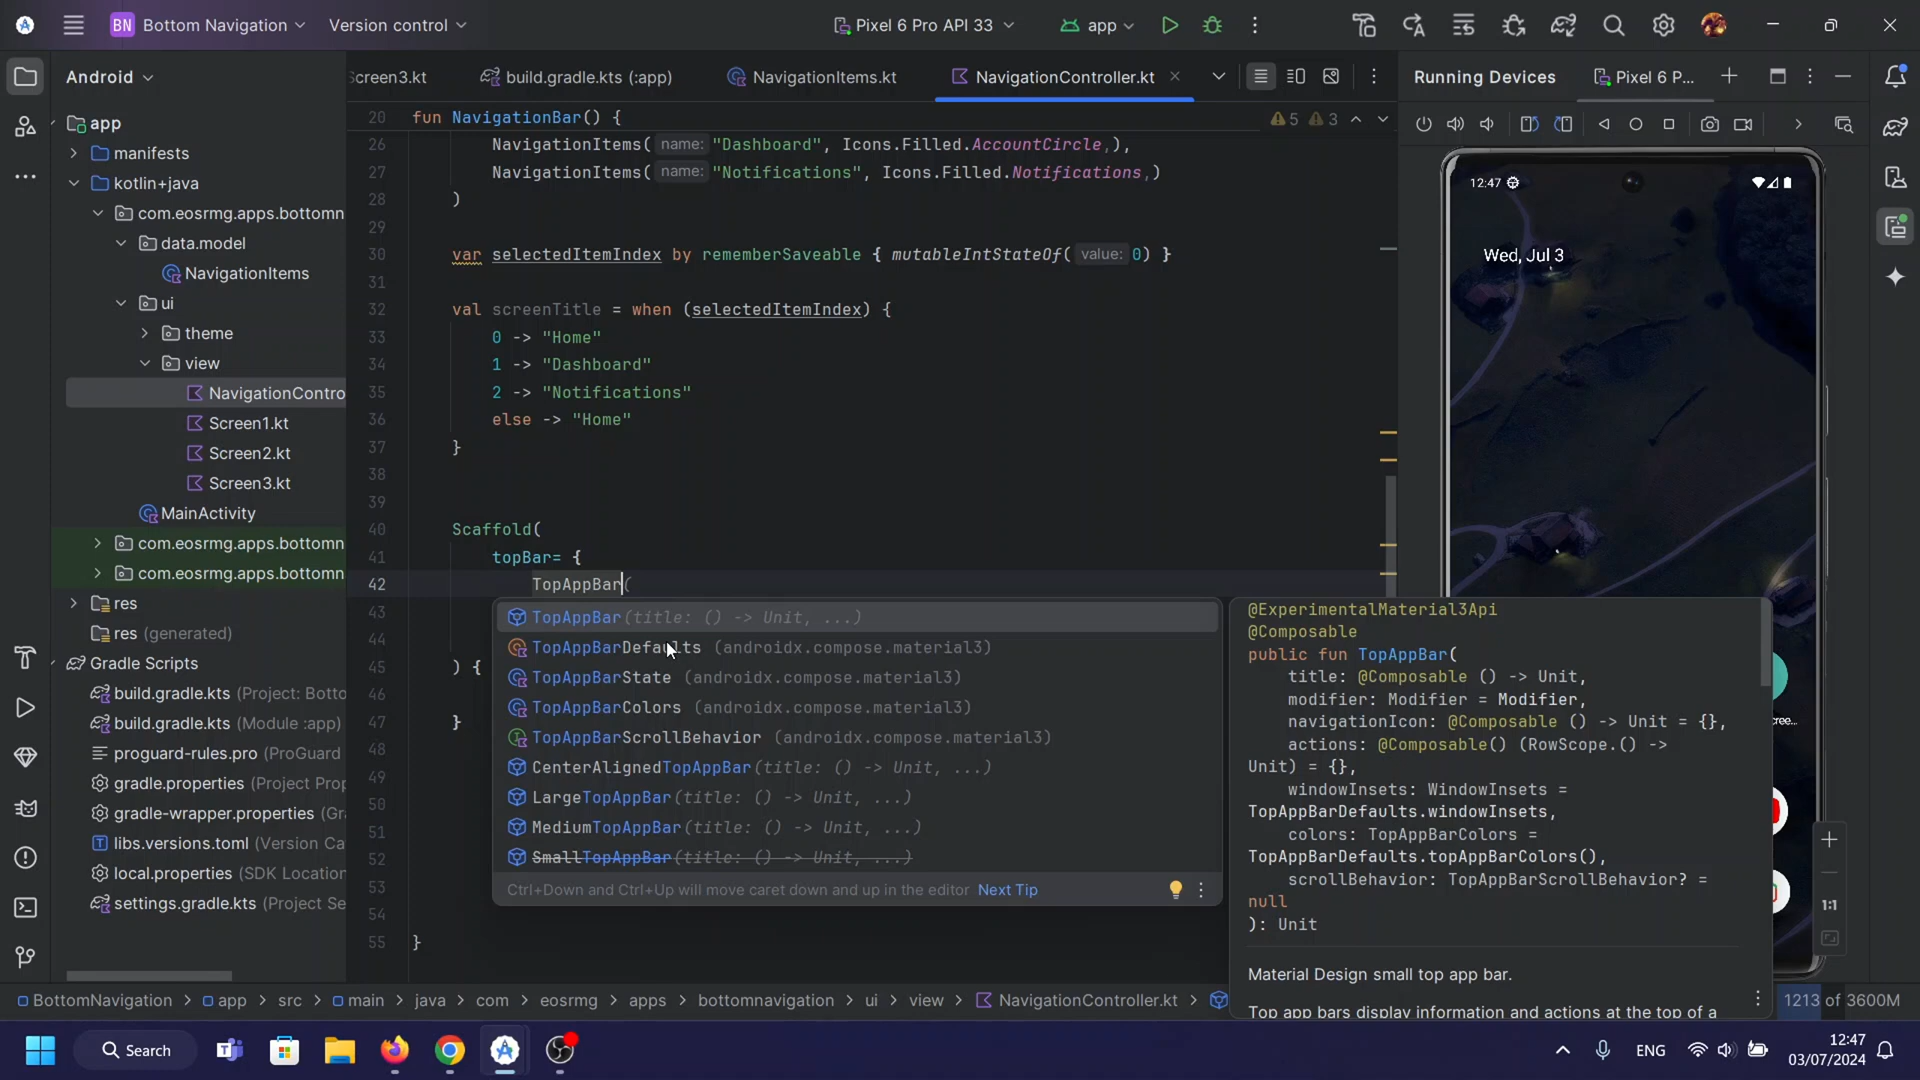 BN Bottom Navigation Version control Pixel 6 Pro API 33 app
Android creen3.kt build.gradle.kts (:app) NavigationItems.kt NavigationController.kt Running Devices Pixel 6 P...
20 fun NavigationBar() { 5 3
26 NavigationItems( name: "Dashboard", Icons.Filled.AccountCircle,),
27 NavigationItems( name: "Notifications", Icons.Filled.Notifications,)
28 )
29
30 var selectedItemIndex by rememberSaveable { mutableIntStateOf( value: 0) }
31
32 val screenTitle = when (selectedItemIndex) {
33 0 -> "Home"
34 1 -> "Dashboard"
35 2 -> "Notifications"
36 else -> "Home"
37 }
38
39
40 Scaffold(
41 topBar= {
42 TopAppBar(
43
44
45 ) {
46
47 }
48
49
50
51
52
53
54
55 }
app
manifests
kotlin+java
com.eosrmg.apps.bottomn
data.model
NavigationItems
ui
theme
view
NavigationContro
Screen1.kt
Screen2.kt
Screen3.kt
MainActivity
com.eosrmg.apps.bottomn
com.eosrmg.apps.bottomn
res
res (generated)
Gradle Scripts
build.gradle.kts (Project: Botto
build.gradle.kts (Module :app)
proguard-rules.pro (ProGuard
gradle.properties (Project Prop
gradle-wrapper.properties (Gr
libs.versions.toml (Version Ca
local.properties (SDK Location
settings.gradle.kts (Project Se
TopAppBar(title: () -> Unit, ...)
TopAppBarDefaults (androidx.compose.material3)
TopAppBarState (androidx.compose.material3)
TopAppBarColors (androidx.compose.material3)
TopAppBarScrollBehavior (androidx.compose.material3)
CenterAlignedTopAppBar(title: () -> Unit, ...)
LargeTopAppBar(title: () -> Unit, ...)
MediumTopAppBar(title: () -> Unit, ...)
SmallTopAppBar(title: () -> Unit, ...)
Ctrl+Down and Ctrl+Up will move caret down and up in the editor Next Tip
@ExperimentalMaterial3Api
@Composable
public fun TopAppBar(
title: @Composable () -> Unit,
modifier: Modifier = Modifier,
navigationIcon: @Composable () -> Unit = {},
actions: @Composable() (RowScope.() ->
Unit) = {},
windowInsets: WindowInsets =
TopAppBarDefaults.windowInsets,
colors: TopAppBarColors =
TopAppBarDefaults.topAppBarColors(),
scrollBehavior: TopAppBarScrollBehavior? =
null
): Unit
Material Design small top app bar.
Top app bars display information and actions at the top of a
12:47
Wed, Jul 3
ree...
1:1
BottomNavigation > app > src > main > java > com > eosrmg > apps > bottomnavigation > ui > view > NavigationController.kt >
1213 of 3600M
Search
ENG
12:47
03/07/2024